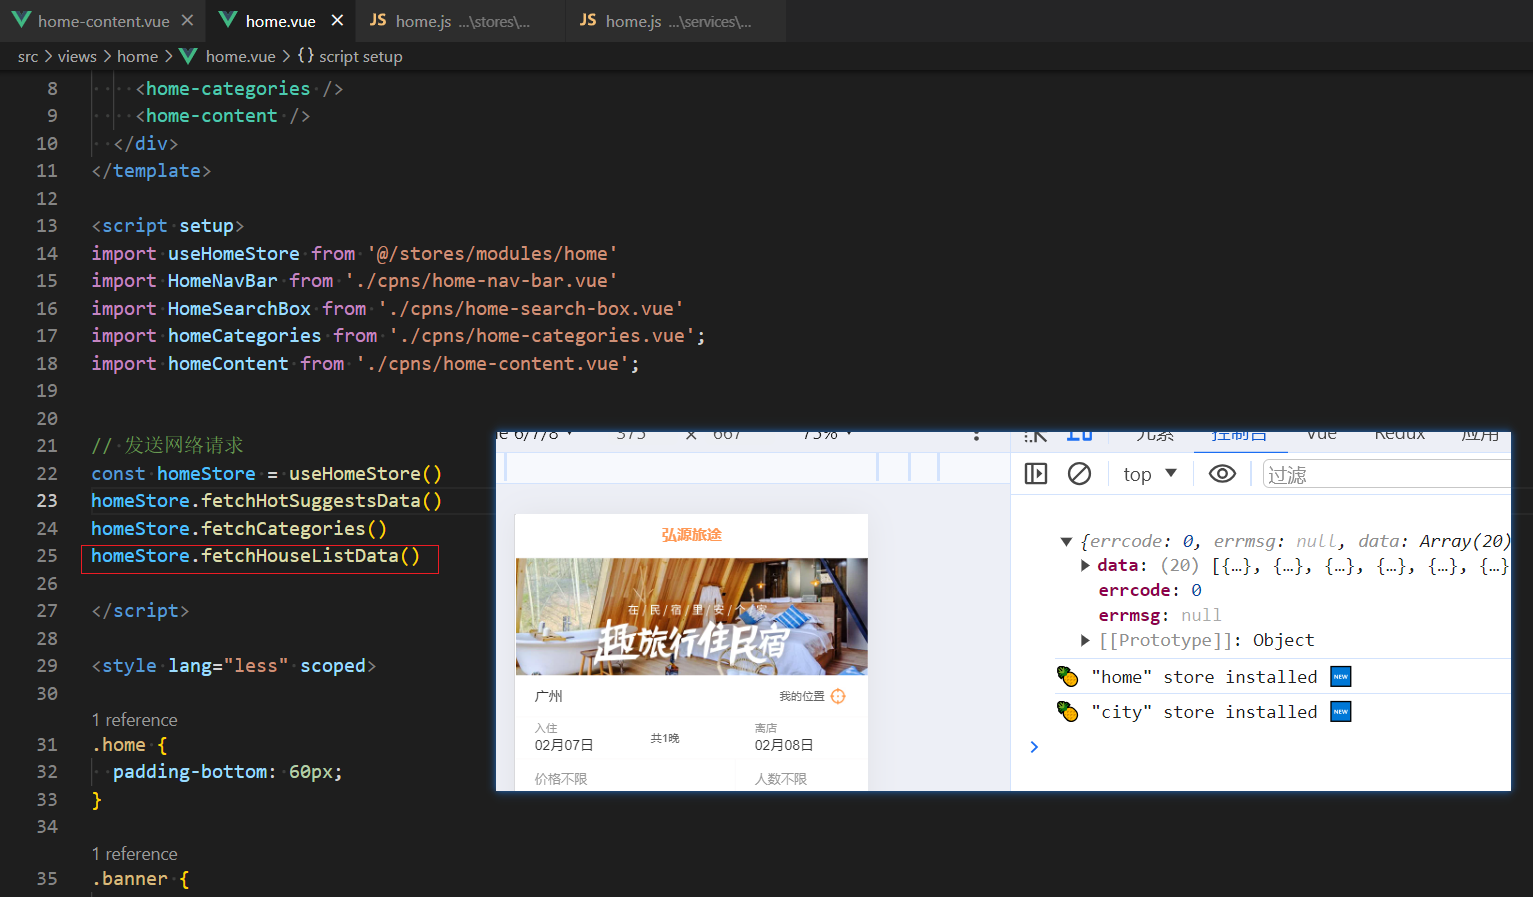 home-content.vue × home.vue × JS home.js ...\stores\... JS home.js ...\services\...
src > views > home > home.vue > {} script setup
8 <home-categories />
9 <home-content />
10 </div>
11 </template>
12
13 <script setup>
14 import useHomeStore from '@/stores/modules/home'
15 import HomeNavBar from './cpns/home-nav-bar.vue'
16 import HomeSearchBox from './cpns/home-search-box.vue'
17 import homeCategories from './cpns/home-categories.vue';
18 import homeContent from './cpns/home-content.vue';
19
20
21 // 发送网络请求
22 const homeStore = useHomeStore()
23 homeStore.fetchHotSuggestsData()
24 homeStore.fetchCategories()
25 homeStore.fetchHouseListData()
26
27 </script>
28
29 <style lang="less" scoped>
30
1 reference
31 .home {
32 padding-bottom: 60px;
33 }
34
1 reference
35 .banner {
6/7/8 375 × 667 75%
元素 控制台 Vue Redux 应用
top 过滤
弘源旅途
在/民/宿/里/安/个/家
趣旅行住民宿
广州 我的位置
入住 离店
02月07日 共1晚 02月08日
价格不限 人数不限
{errcode: 0, errmsg: null, data: Array(20)
data: (20) [{…}, {…}, {…}, {…}, {…}, {…}
errcode: 0
errmsg: null
[[Prototype]]: Object
🍍 "home" store installed 🆕
🍍 "city" store installed 🆕
>